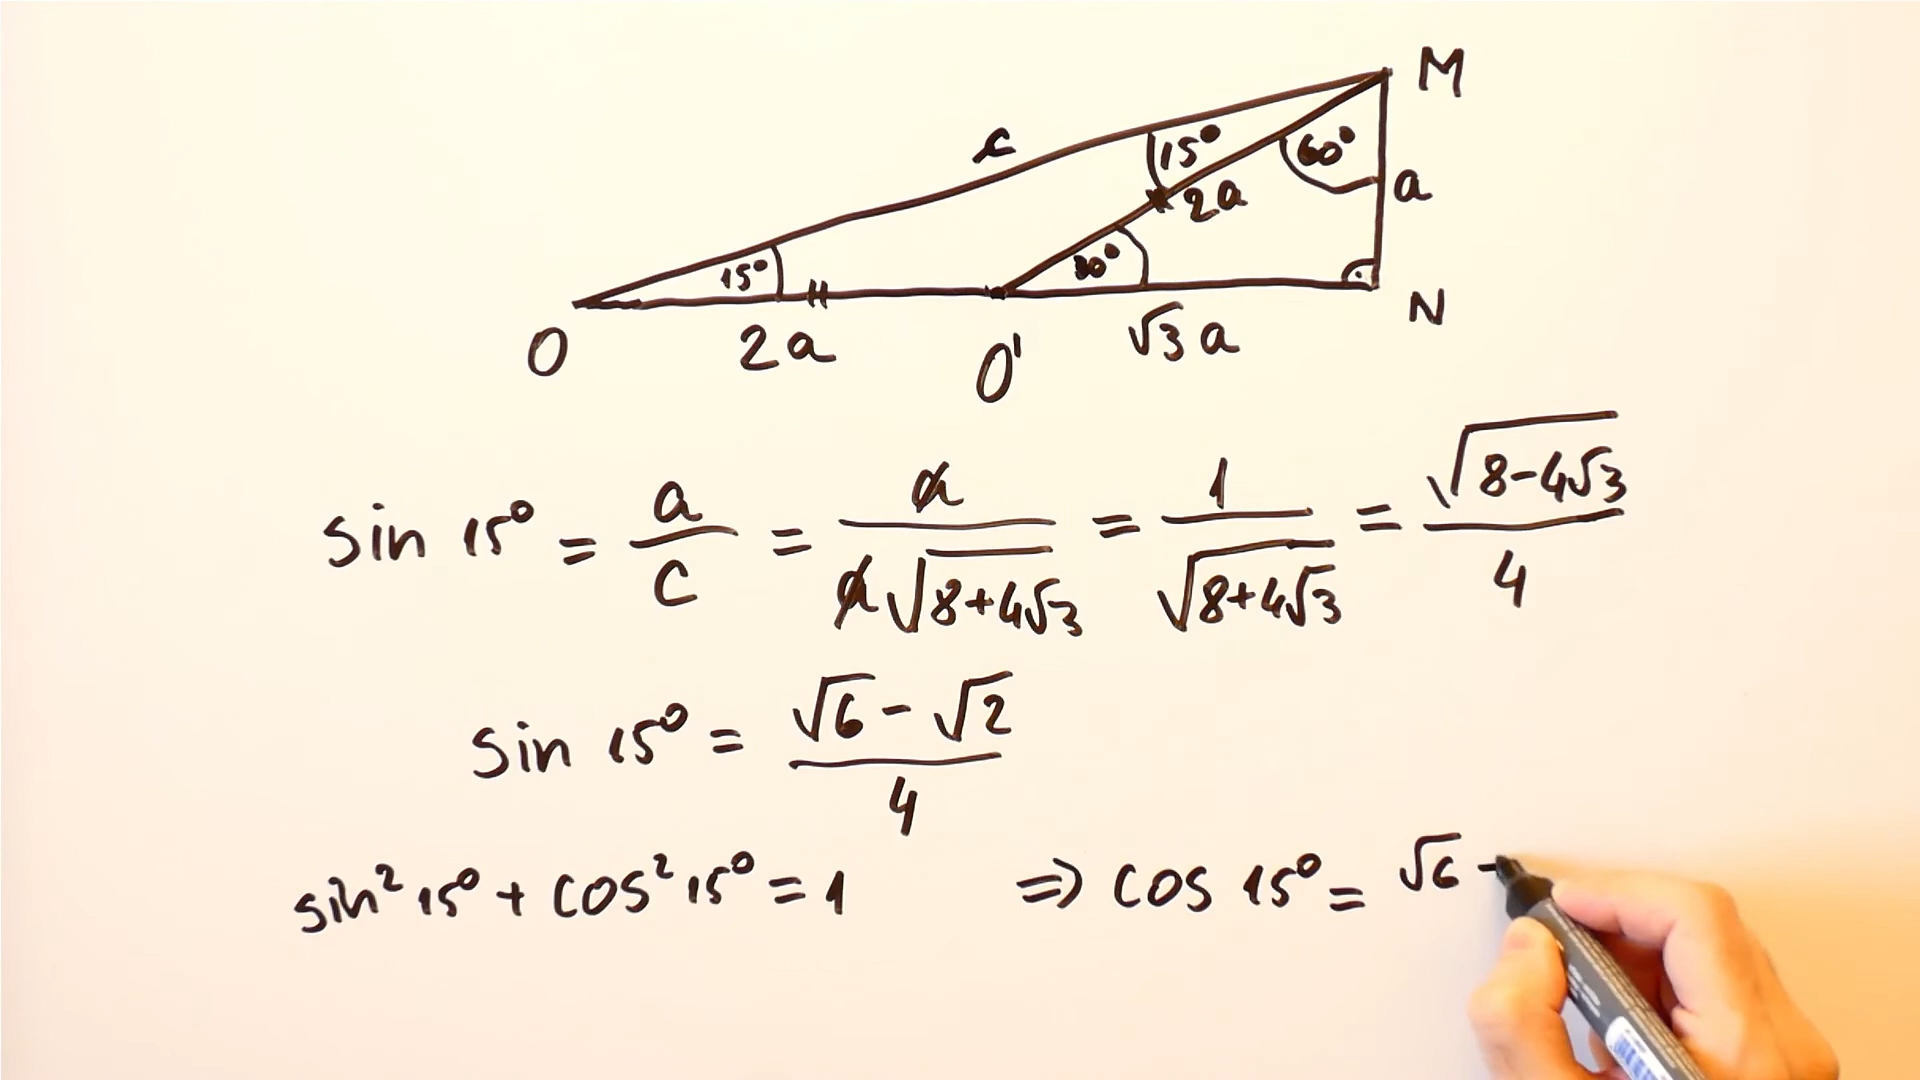 M
c
15°
60°
2a
a
15°
30°
O
2a
O'
√3 a
N
sin 15° = a/c = a/(a√(8+4√3)) = 1/√(8+4√3) = √(8-4√3)/4
sin 15° = (√6 - √2)/4
sin² 15° + cos² 15° = 1 ⇒ cos 15° = √6 -